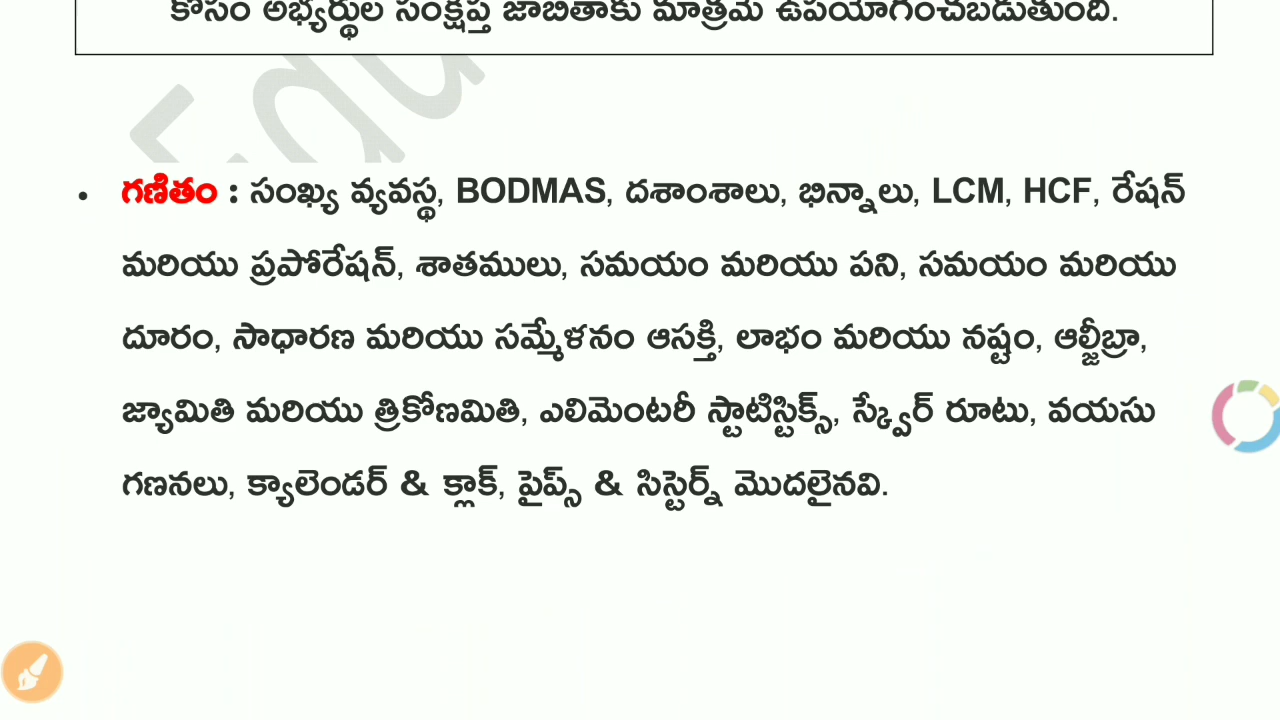 కోసం అభ్యర్థుల సంక్షిప్త జాబితాకు మాత్రమే ఉపయోగించబడుతుంది.
Edu
• గణితం : సంఖ్య వ్యవస్థ, BODMAS, దశాంశాలు, భిన్నాలు, LCM, HCF, రేషన్
మరియు ప్రపోరేషన్, శాతములు, సమయం మరియు పని, సమయం మరియు
దూరం, సాధారణ మరియు సమ్మేళనం ఆసక్తి, లాభం మరియు నష్టం, ఆల్జీబ్రా,
జ్యామితి మరియు త్రికోణమితి, ఎలిమెంటరీ స్టాటిస్టిక్స్, స్క్వేర్ రూటు, వయసు
గణనలు, క్యాలెండర్ & క్లాక్, పైప్స్ & సిస్టెర్న్ మొదలైనవి.